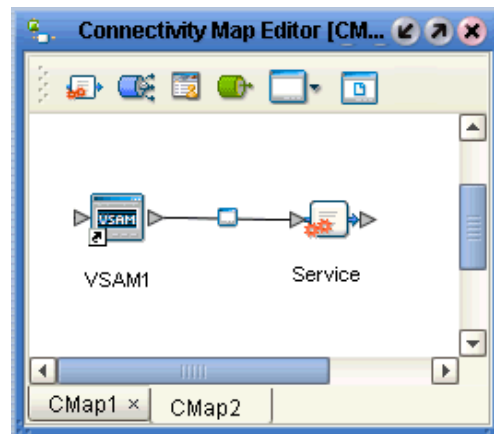 Connectivity Map Editor [CM...
VSAM
VSAM1
Service
CMap1 ×
CMap2